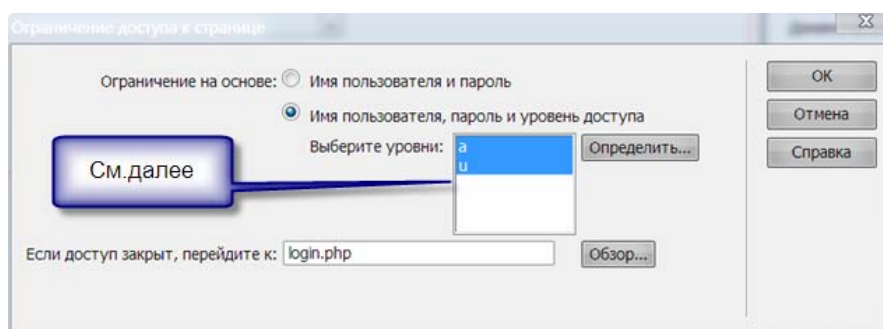 Ограничение доступа к странице
Ограничение на основе: Имя пользователя и пароль
ОК
Имя пользователя, пароль и уровень доступа
Отмена
Выберите уровни: a
Определить...
Справка
u
См.далее
Если доступ закрыт, перейдите к: login.php
Обзор...